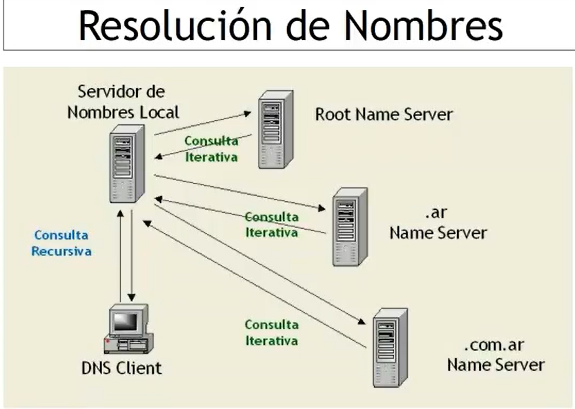 Resolución de Nombres
Servidor de
Nombres Local
Root Name Server
Consulta
Iterativa
.ar
Name Server
Consulta
Iterativa
Consulta
Recursiva
Consulta
Iterativa
.com.ar
Name Server
DNS Client